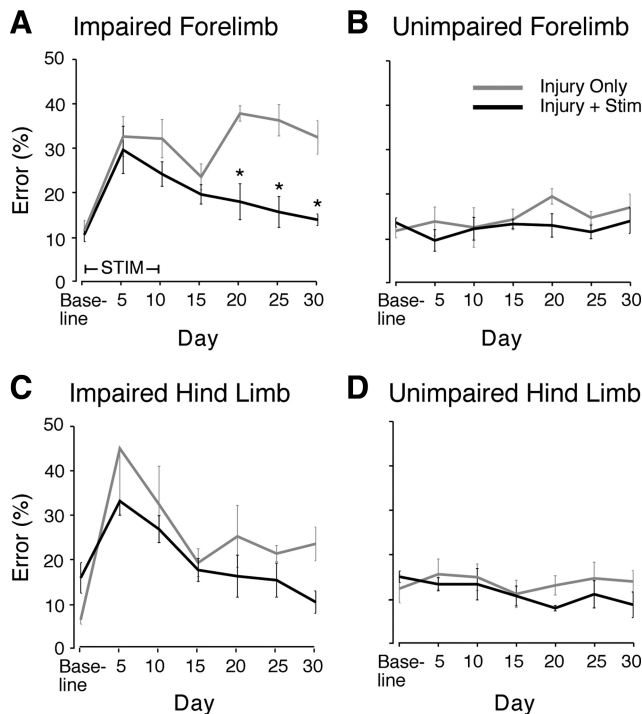 A Impaired Forelimb
Error (%)
50
40
30
20
10
0
* * *
STIM
Base-
line 5 10 15 20 25 30
Day
B Unimpaired Forelimb
Injury Only
Injury + Stim
Base-
line 5 10 15 20 25 30
Day
C Impaired Hind Limb
Error (%)
50
40
30
20
10
0
Base-
line 5 10 15 20 25 30
Day
D Unimpaired Hind Limb
Base-
line 5 10 15 20 25 30
Day